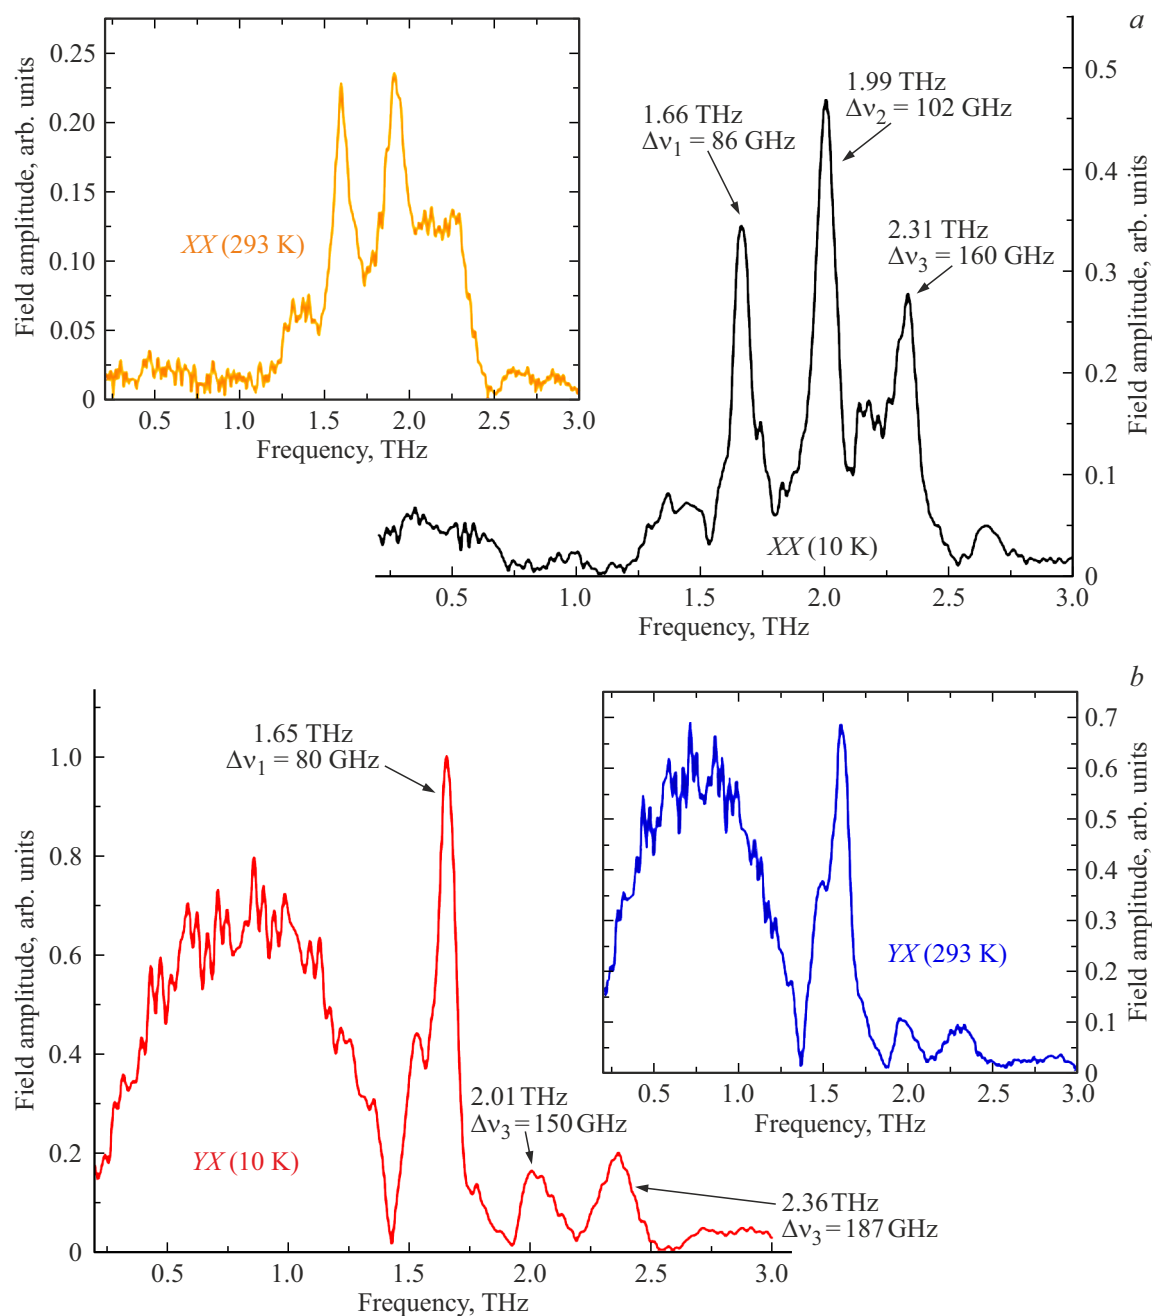 a
0.25
0.20
0.15
0.10
0.05
0
Field amplitude, arb. units
XX (293 K)
0.5
1.0
1.5
2.0
2.5
3.0
Frequency, THz
1.66 THz
Δν1 = 86 GHz
1.99 THz
Δν2 = 102 GHz
2.31 THz
Δν3 = 160 GHz
XX (10 K)
0.5
0.4
0.3
0.2
0.1
0
Field amplitude, arb. units
0.5
1.0
1.5
2.0
2.5
3.0
Frequency, THz
b
1.0
0.8
0.6
0.4
0.2
0
Field amplitude, arb. units
1.65 THz
Δν1 = 80 GHz
2.01 THz
Δν3 = 150 GHz
2.36 THz
Δν3 = 187 GHz
YX (10 K)
0.5
1.0
1.5
2.0
2.5
3.0
Frequency, THz
YX (293 K)
0.7
0.6
0.5
0.4
0.3
0.2
0.1
0
Field amplitude, arb. units
0.5
1.0
1.5
2.0
2.5
3.0
Frequency, THz